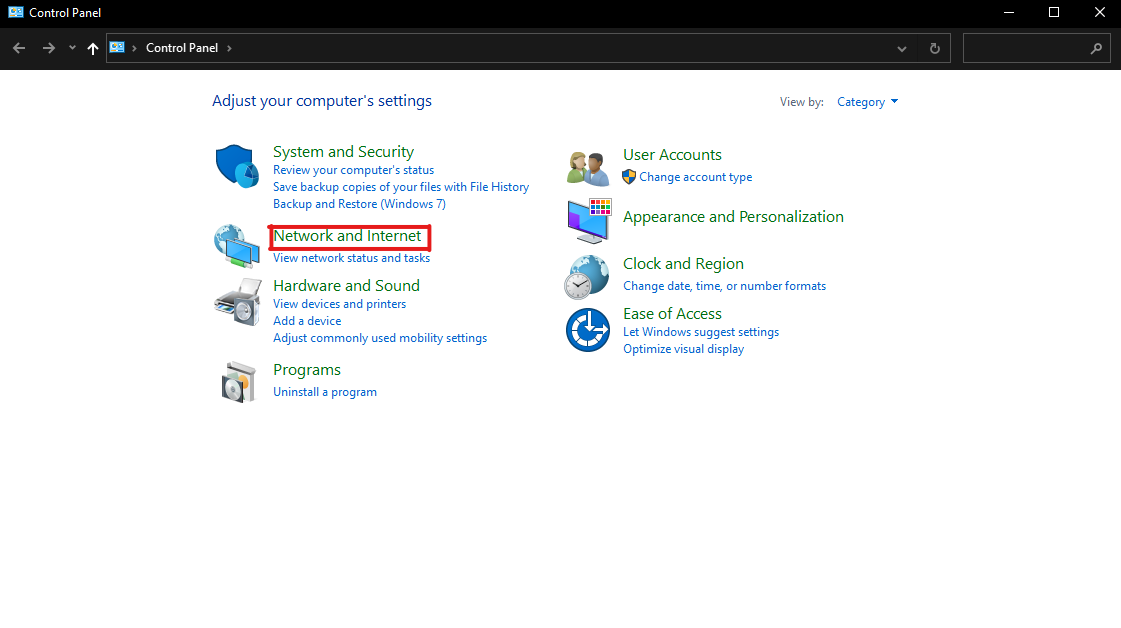 Control Panel
Control Panel
Adjust your computer's settings
View by: Category
System and Security
Review your computer's status
Save backup copies of your files with File History
Backup and Restore (Windows 7)
Network and Internet
View network status and tasks
Hardware and Sound
View devices and printers
Add a device
Adjust commonly used mobility settings
Programs
Uninstall a program
User Accounts
Change account type
Appearance and Personalization
Clock and Region
Change date, time, or number formats
Ease of Access
Let Windows suggest settings
Optimize visual display